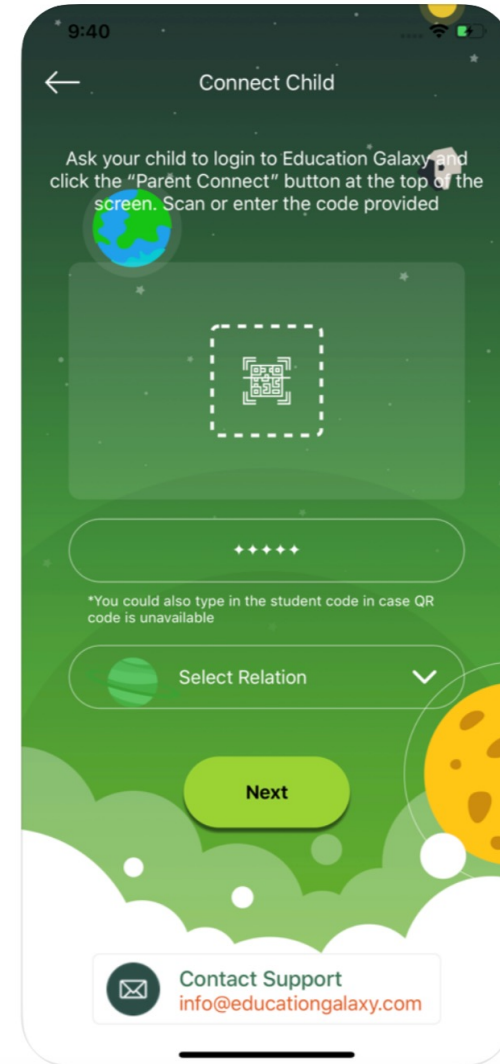 9:40
Connect Child
Ask your child to login to Education Galaxy and
click the “Parent Connect” button at the top of the
screen. Scan or enter the code provided
*You could also type in the student code in case QR
code is unavailable
Select Relation
Next
Contact Support
info@educationgalaxy.com